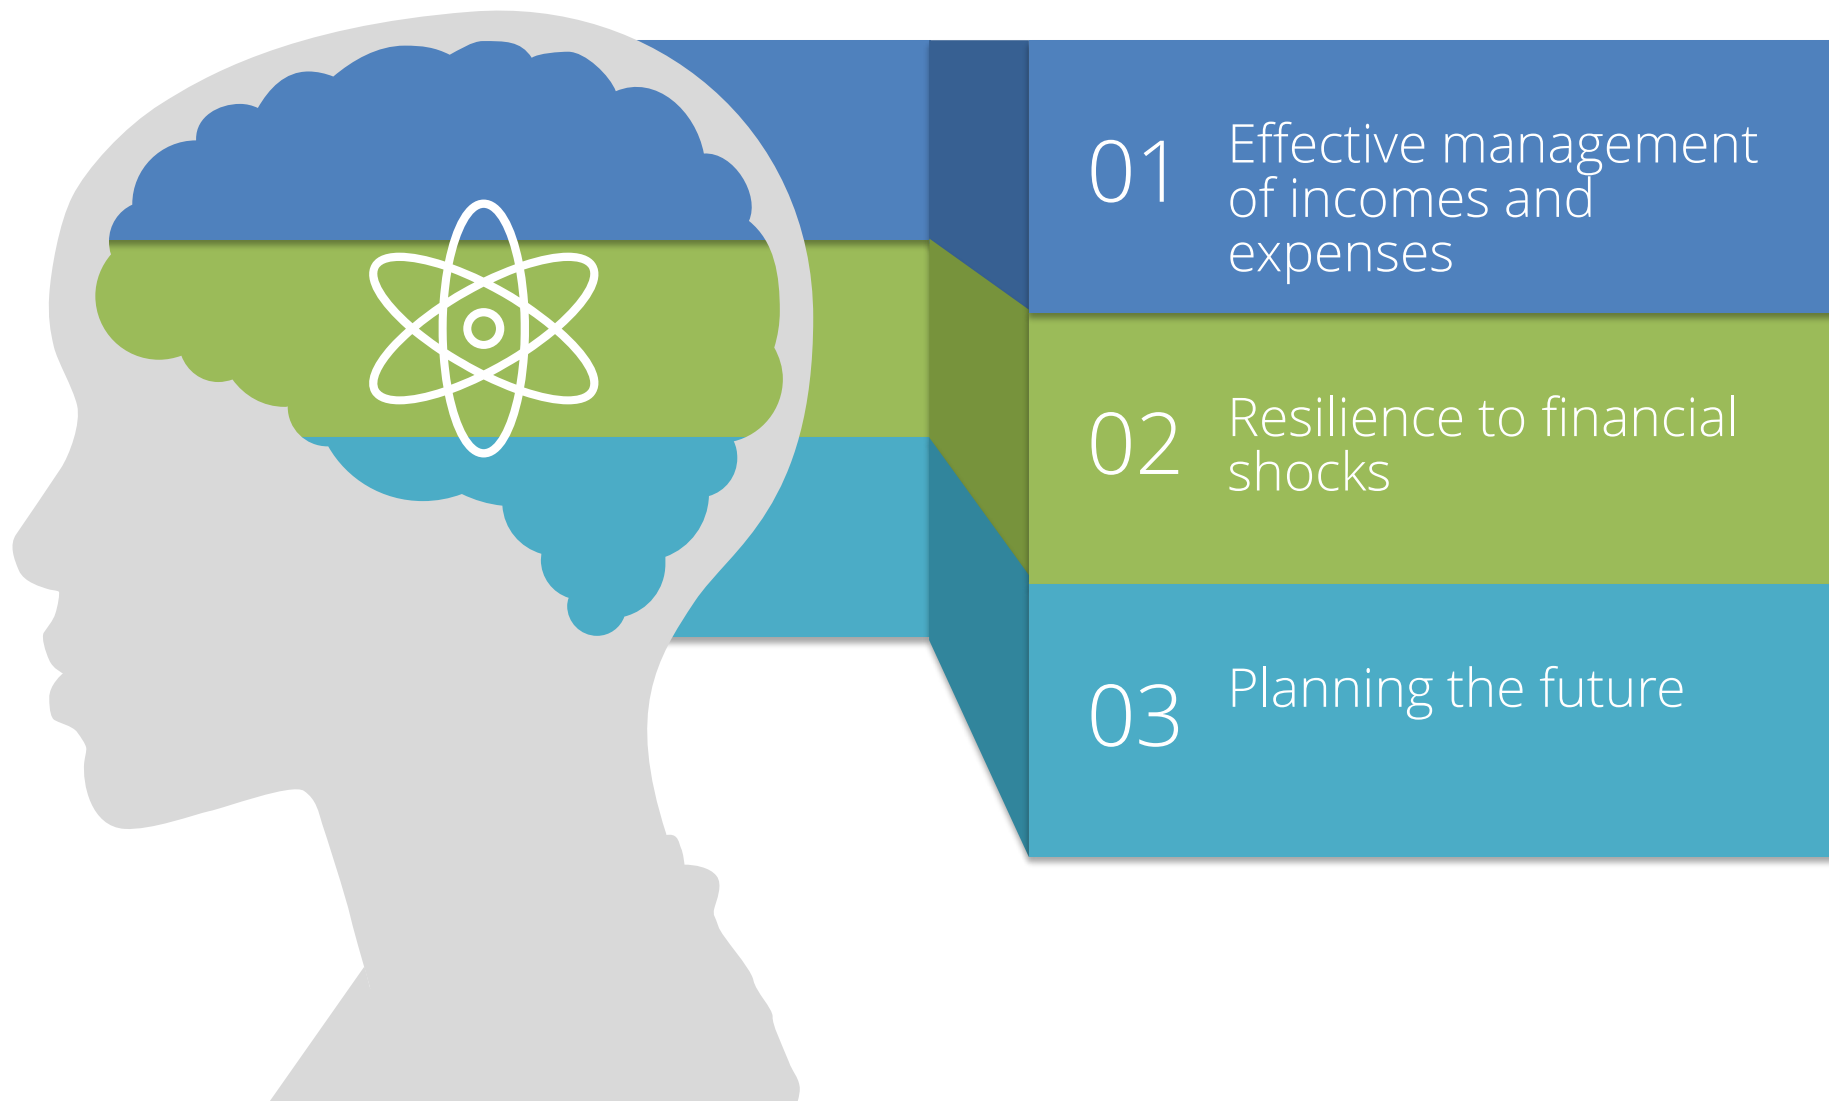 01
Effective management
of incomes and
expenses
02
Resilience to financial
shocks
03
Planning the future